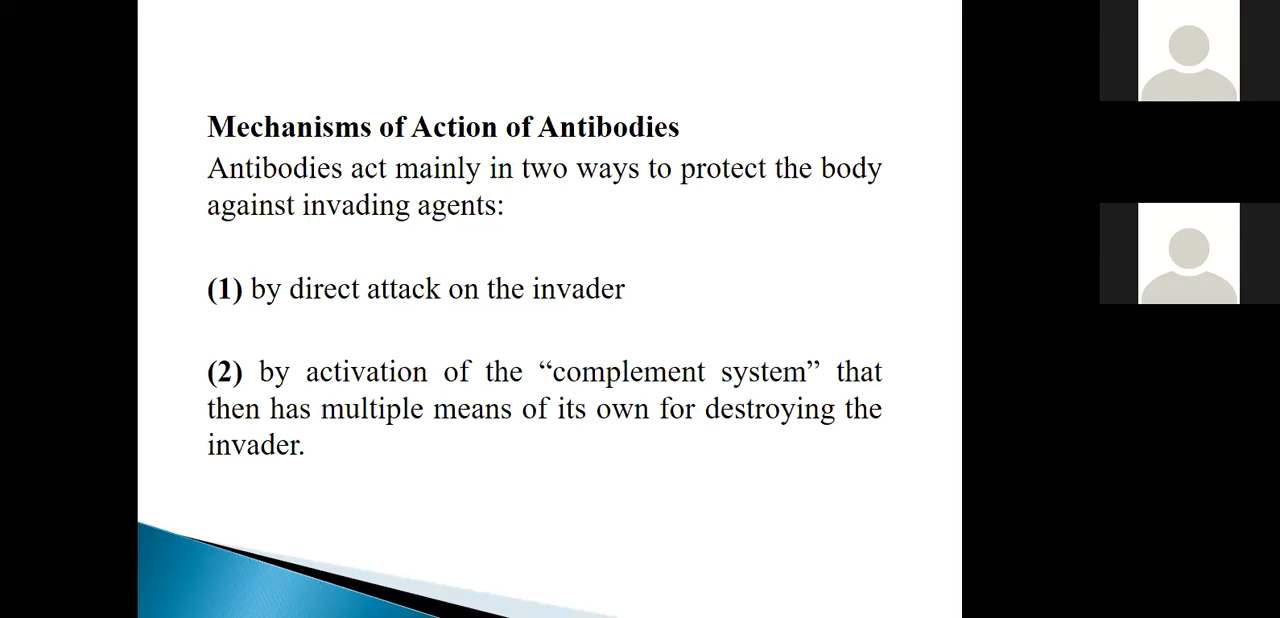 Mechanisms of Action of Antibodies
Antibodies act mainly in two ways to protect the body
against invading agents:
(1) by direct attack on the invader
(2) by activation of the “complement system” that
then has multiple means of its own for destroying the
invader.